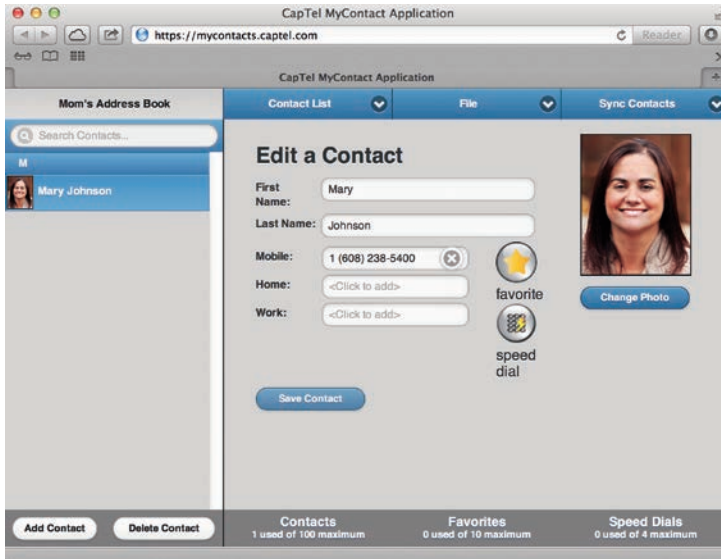 CapTel MyContact Application
https://mycontacts.captel.com
Reader
CapTel MyContact Application
Mom's Address Book
Contact List
File
Sync Contacts
Search Contacts...
M
Mary Johnson
Edit a Contact
First
Name:
Mary
Last Name:
Johnson
Mobile:
1 (608) 238-5400
Home:
<Click to add>
Work:
<Click to add>
favorite
speed
dial
Change Photo
Save Contact
Add Contact
Delete Contact
Contacts
1 used of 100 maximum
Favorites
0 used of 10 maximum
Speed Dials
0 used of 4 maximum